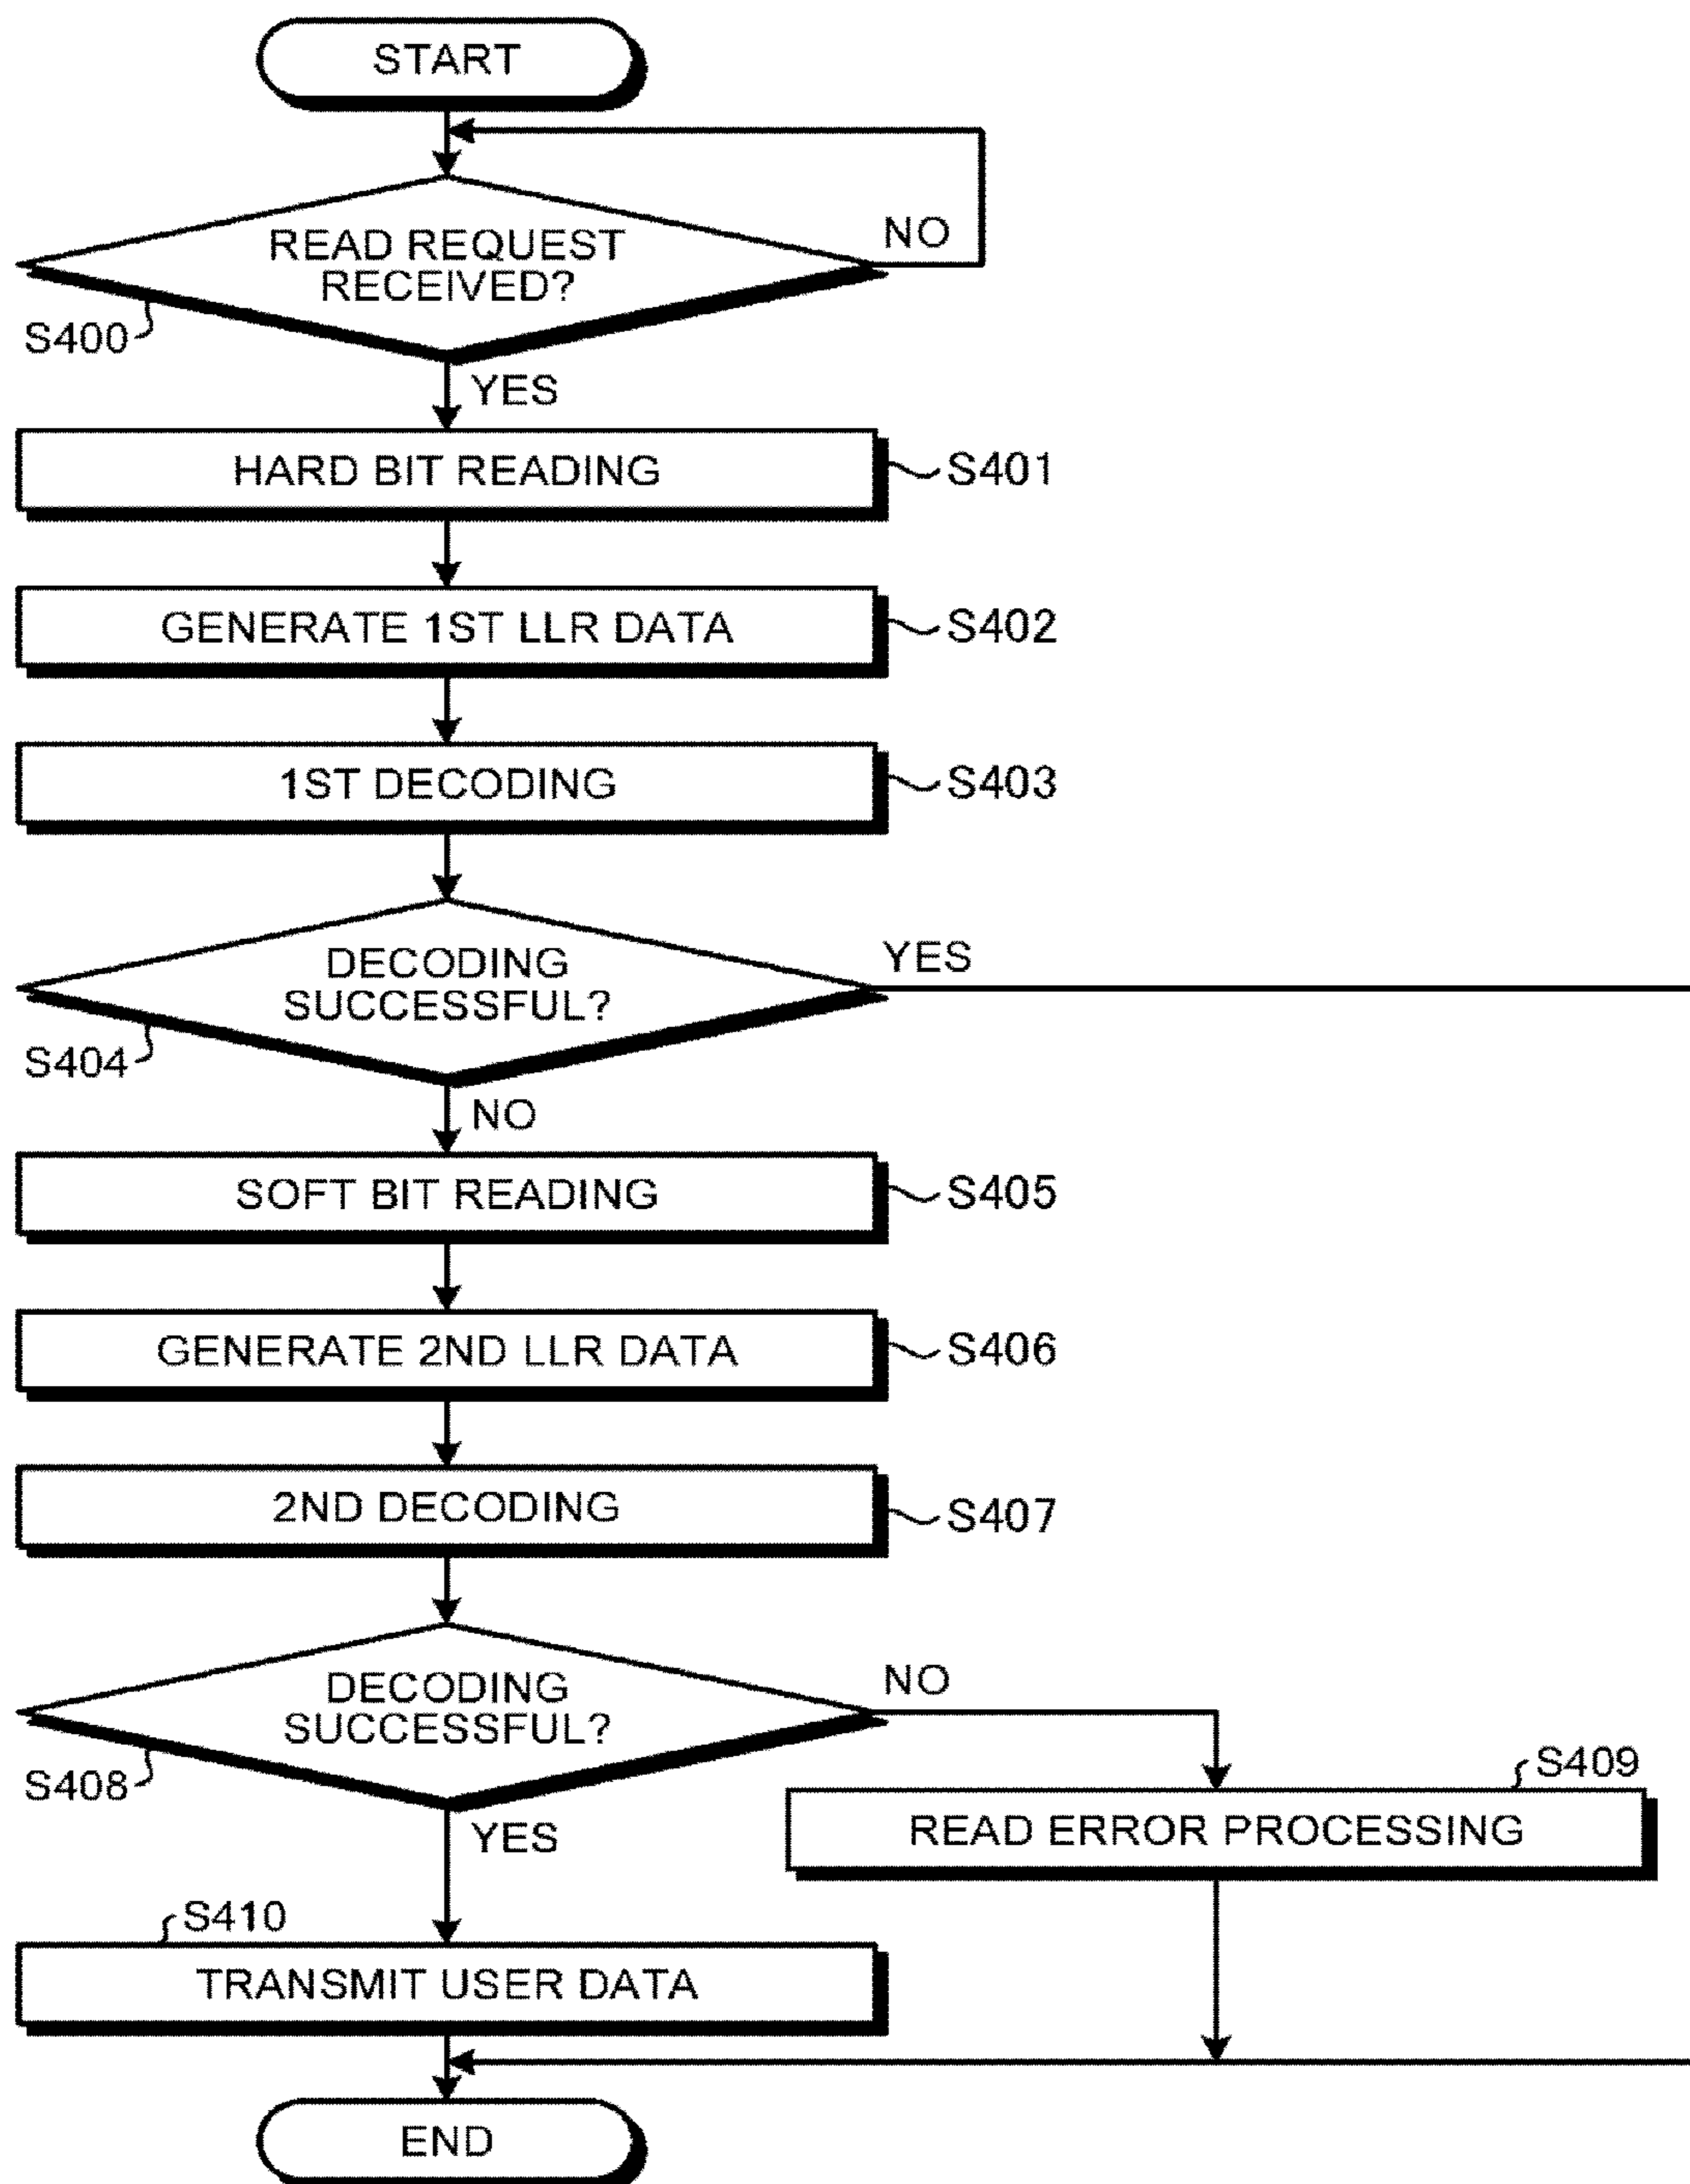 START
READ REQUEST
RECEIVED?
NO
S400
YES
HARD BIT READING
S401
GENERATE 1ST LLR DATA
S402
1ST DECODING
S403
DECODING
SUCCESSFUL?
YES
S404
NO
SOFT BIT READING
S405
GENERATE 2ND LLR DATA
S406
2ND DECODING
S407
DECODING
SUCCESSFUL?
NO
S408
S409
READ ERROR PROCESSING
YES
S410
TRANSMIT USER DATA
END